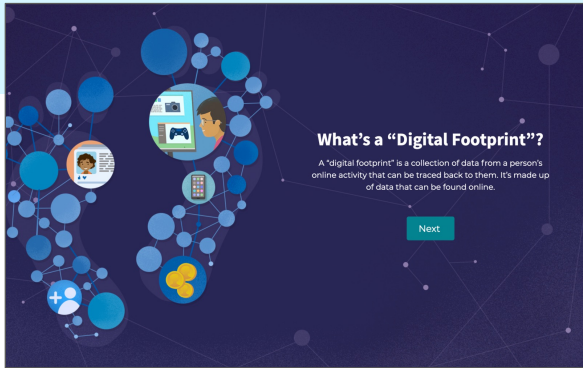 What's a “Digital Footprint”?
A “digital footprint” is a collection of data from a person's
online activity that can be traced back to them. It's made up
of data that can be found online.
Next